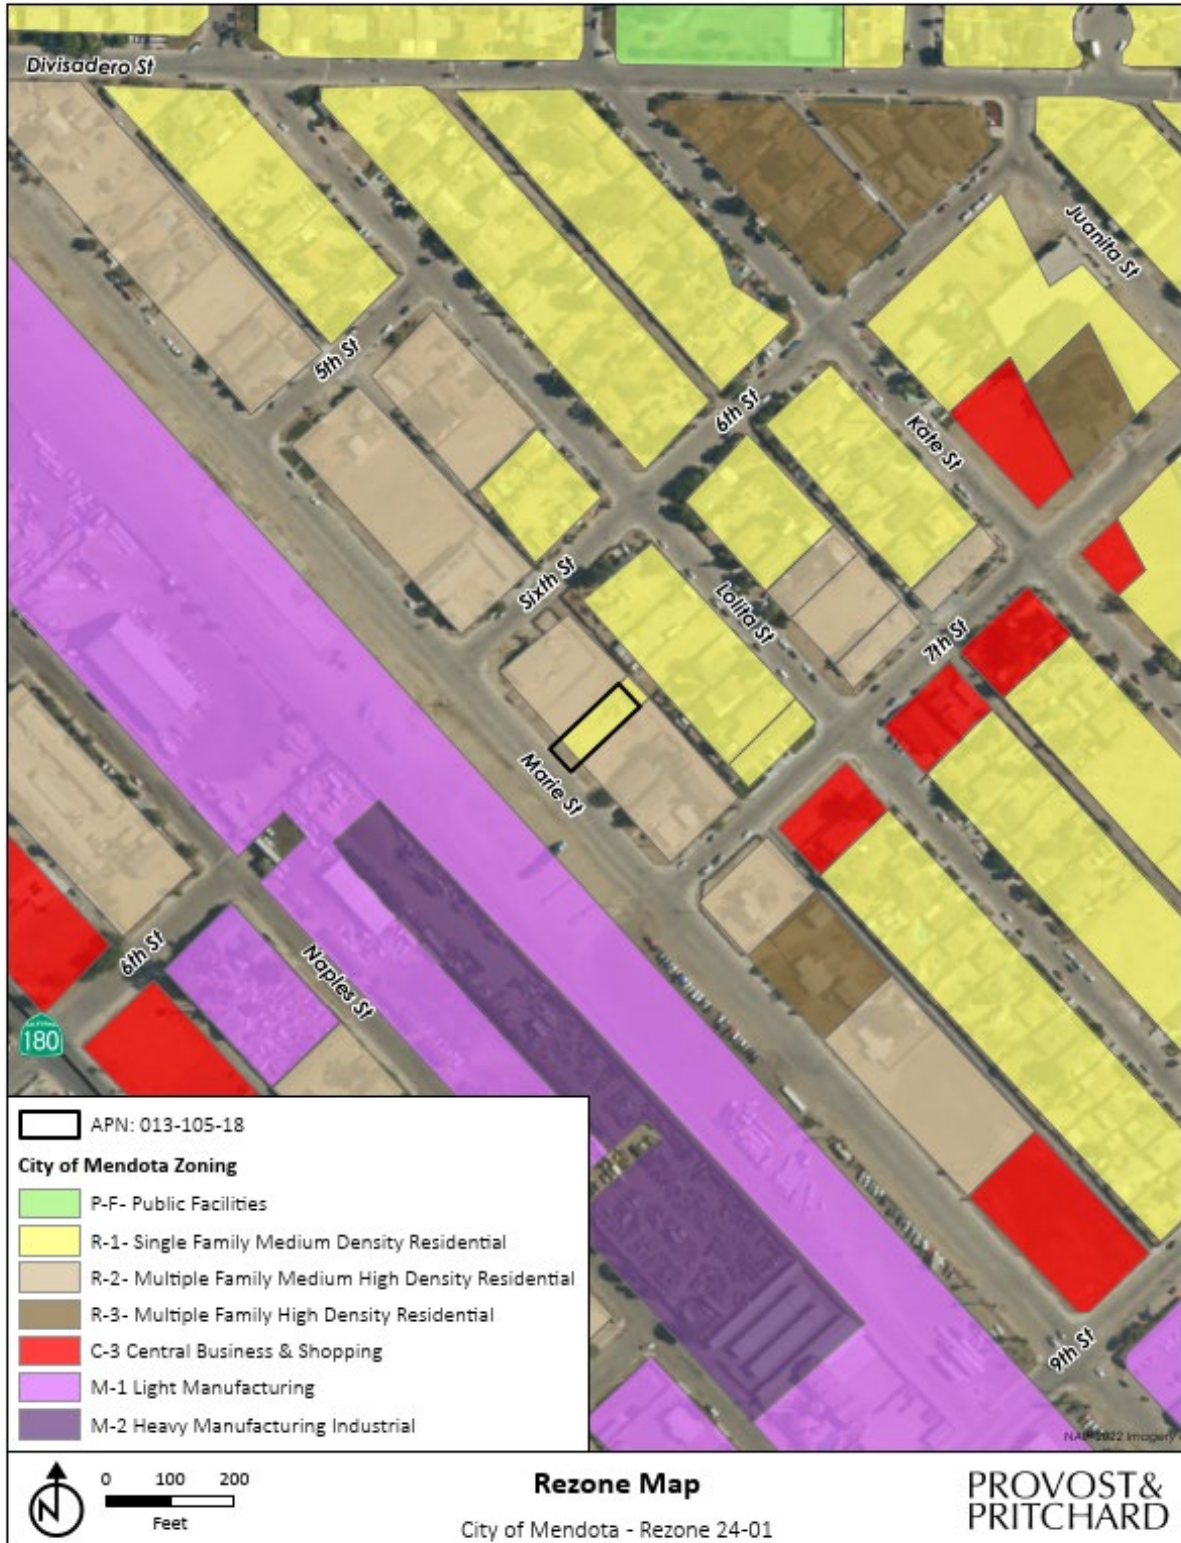 Divisadero St
Juanita St
5th St
6th St
Kate St
Sixth St
Lolita St
7th St
Marie St
6th St
Naples St
CALIFORNIA
180
9th St
APN: 013-105-18
City of Mendota Zoning
P-F- Public Facilities
R-1- Single Family Medium Density Residential
R-2- Multiple Family Medium High Density Residential
R-3- Multiple Family High Density Residential
C-3 Central Business & Shopping
M-1 Light Manufacturing
M-2 Heavy Manufacturing Industrial
NAIP 2022 Imagery
N
0 100 200
Feet
Rezone Map
City of Mendota - Rezone 24-01
PROVOST&
PRITCHARD